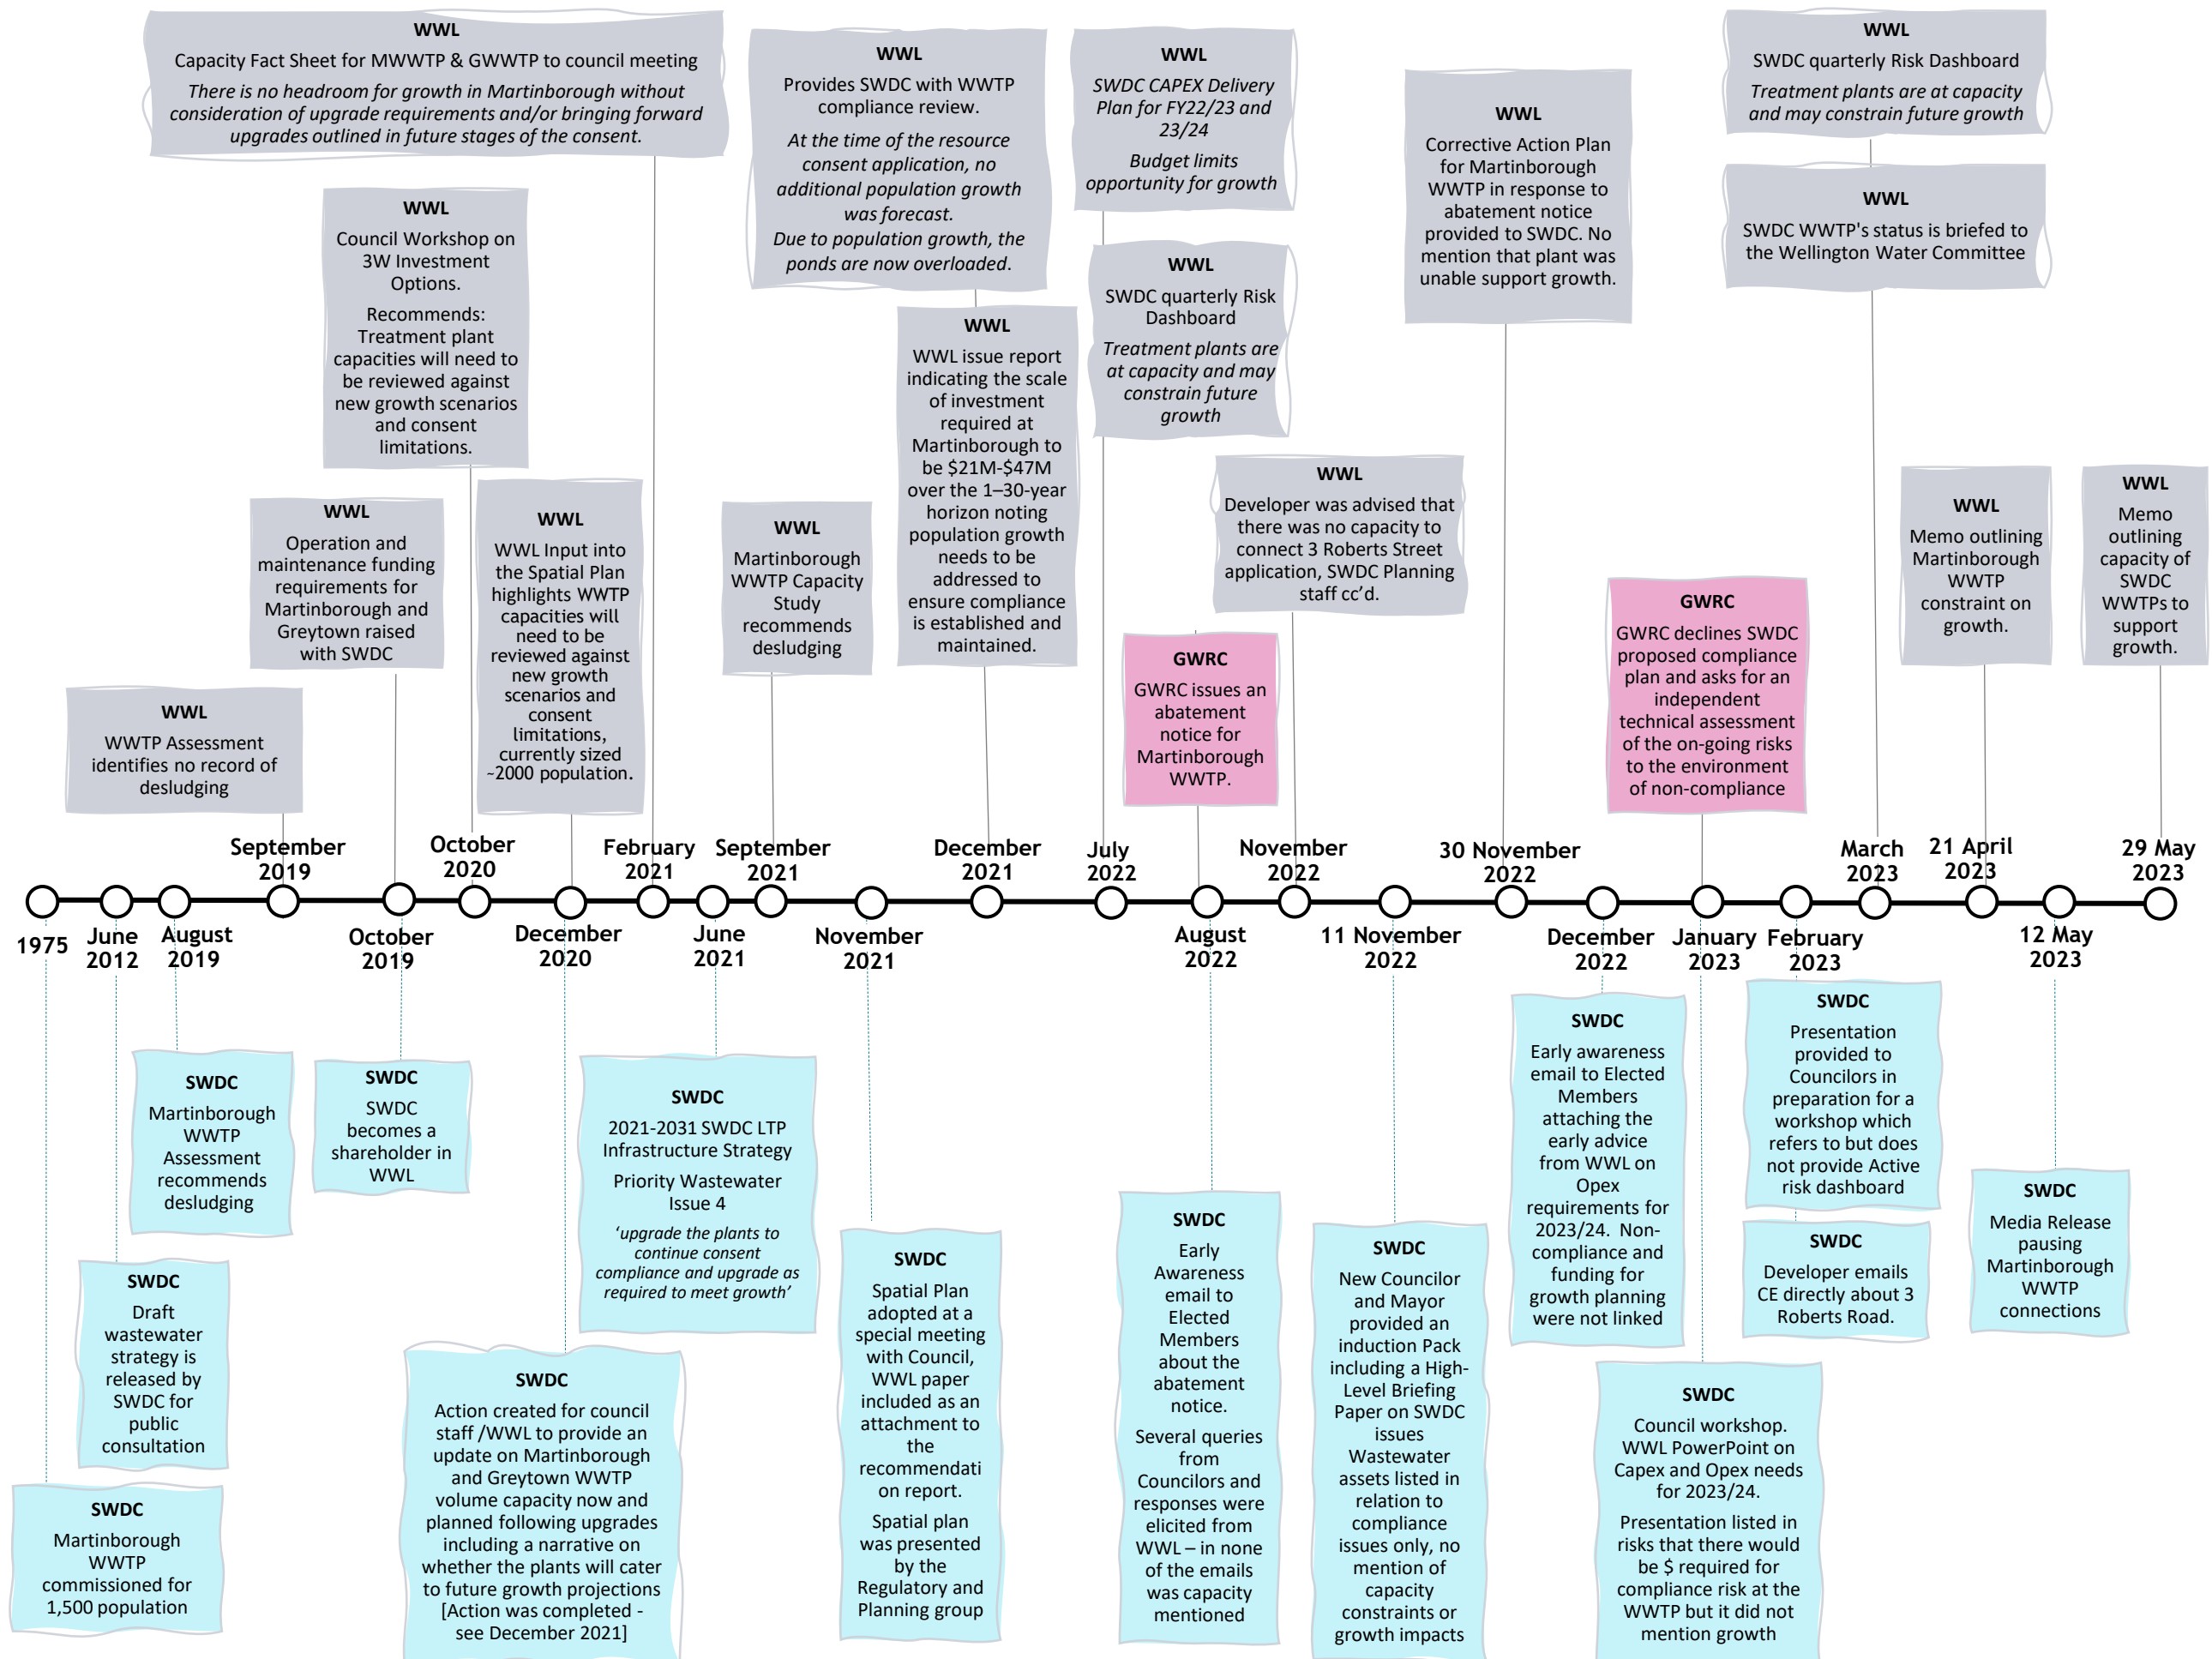 WWL
Capacity Fact Sheet for MWWTP & GWWTP to council meeting
There is no headroom for growth in Martinborough without
consideration of upgrade requirements and/or bringing forward
upgrades outlined in future stages of the consent.
WWL
Provides SWDC with WWTP
compliance review.
At the time of the resource
consent application, no
additional population growth
was forecast.
Due to population growth, the
ponds are now overloaded.
WWL
SWDC CAPEX Delivery
Plan for FY22/23 and
23/24
Budget limits
opportunity for growth
WWL
Corrective Action Plan
for Martinborough
WWTP in response to
abatement notice
provided to SWDC. No
mention that plant was
unable support growth.
WWL
SWDC quarterly Risk Dashboard
Treatment plants are at capacity
and may constrain future growth
WWL
SWDC WWTP's status is briefed to
the Wellington Water Committee
WWL
Council Workshop on
3W Investment
Options.
Recommends:
Treatment plant
capacities will need to
be reviewed against
new growth scenarios
and consent
limitations.
WWL
SWDC quarterly Risk
Dashboard
Treatment plants are
at capacity and may
constrain future
growth
WWL
WWL issue report
indicating the scale
of investment
required at
Martinborough to
be $21M-$47M
over the 1–30-year
horizon noting
population growth
needs to be
addressed to
ensure compliance
is established and
maintained.
WWL
Operation and
maintenance funding
requirements for
Martinborough and
Greytown raised
with SWDC
WWL
WWL Input into
the Spatial Plan
highlights WWTP
capacities will
need to be
reviewed against
new growth
scenarios and
consent
limitations,
currently sized
~2000 population.
WWL
Martinborough
WWTP Capacity
Study
recommends
desludging
WWL
Developer was advised that
there was no capacity to
connect 3 Roberts Street
application, SWDC Planning
staff cc'd.
WWL
Memo outlining
Martinborough
WWTP
constraint on
growth.
WWL
Memo
outlining
capacity of
SWDC
WWTPs to
support
growth.
GWRC
GWRC issues an
abatement
notice for
Martinborough
WWTP.
GWRC
GWRC declines SWDC
proposed compliance
plan and asks for an
independent
technical assessment
of the on-going risks
to the environment
of non-compliance
WWL
WWTP Assessment
identifies no record of
desludging
September
2019
October
2020
February
2021
September
2021
December
2021
July
2022
November
2022
30 November
2022
March
2023
21 April
2023
29 May
2023
1975
June
2012
August
2019
October
2019
December
2020
June
2021
November
2021
August
2022
11 November
2022
December
2022
January
2023
February
2023
12 May
2023
SWDC
Martinborough
WWTP
Assessment
recommends
desludging
SWDC
SWDC
becomes a
shareholder in
WWL
SWDC
2021-2031 SWDC LTP
Infrastructure Strategy
Priority Wastewater
Issue 4
‘upgrade the plants to
continue consent
compliance and upgrade as
required to meet growth’
SWDC
Early awareness
email to Elected
Members
attaching the
early advice
from WWL on
Opex
requirements for
2023/24. Non-
compliance and
funding for
growth planning
were not linked
SWDC
Presentation
provided to
Councilors in
preparation for a
workshop which
refers to but does
not provide Active
risk dashboard
SWDC
Developer emails
CE directly about 3
Roberts Road.
SWDC
Media Release
pausing
Martinborough
WWTP
connections
SWDC
Draft
wastewater
strategy is
released by
SWDC for
public
consultation
SWDC
Spatial Plan
adopted at a
special meeting
with Council,
WWL paper
included as an
attachment to
the
recommendati
on report.
Spatial plan
was presented
by the
Regulatory and
Planning group
SWDC
Early
Awareness
email to
Elected
Members
about the
abatement
notice.
Several queries
from
Councilors and
responses were
elicited from
WWL – in none
of the emails
was capacity
mentioned
SWDC
New Councilor
and Mayor
provided an
induction Pack
including a High-
Level Briefing
Paper on SWDC
issues
Wastewater
assets listed in
relation to
compliance
issues only, no
mention of
capacity
constraints or
growth impacts
SWDC
Action created for council
staff /WWL to provide an
update on Martinborough
and Greytown WWTP
volume capacity now and
planned following upgrades
including a narrative on
whether the plants will cater
to future growth projections
[Action was completed -
see December 2021]
SWDC
Council workshop.
WWL PowerPoint on
Capex and Opex needs
for 2023/24.
Presentation listed in
risks that there would
be $ required for
compliance risk at the
WWTP but it did not
mention growth
SWDC
Martinborough
WWTP
commissioned for
1,500 population